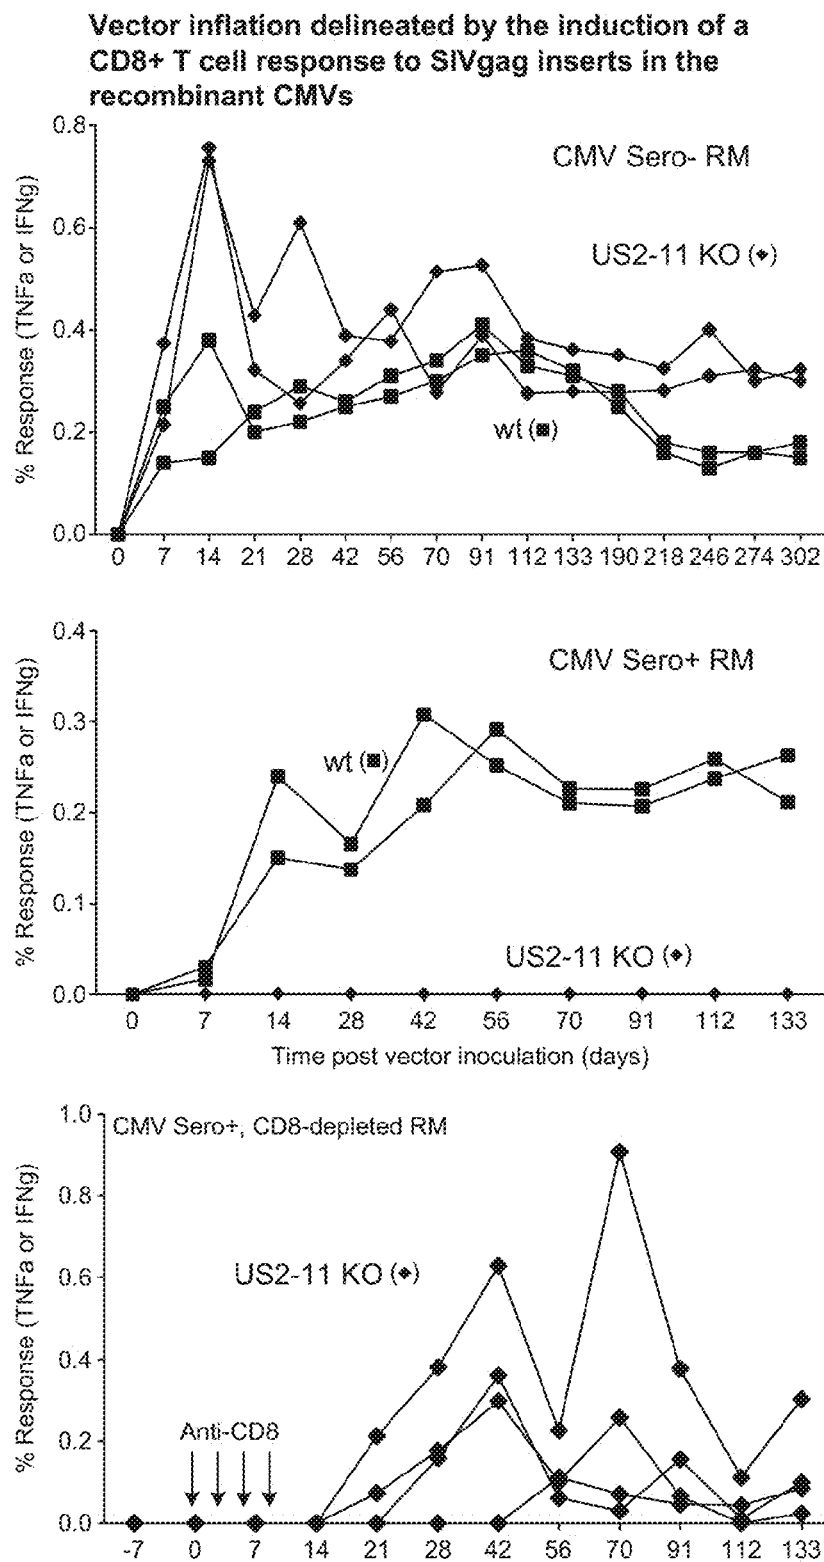 Vector inflation delineated by the induction of a
CD8+ T cell response to SIVgag inserts in the
recombinant CMVs
% Response (TNFa or IFNg)
0.8
0.6
0.4
0.2
0.0
CMV Sero- RM
US2-11 KO (♦)
wt (■)
0 7 14 21 28 42 56 70 91 112 133 190 218 246 274 302
% Response (TNFa or IFNg)
0.4
0.3
0.2
0.1
0.0
CMV Sero+ RM
wt (■)
US2-11 KO (♦)
0 7 14 28 42 56 70 91 112 133
Time post vector inoculation (days)
% Response (TNFa or IFNg)
1.0
0.8
0.6
0.4
0.2
0.0
CMV Sero+, CD8-depleted RM
US2-11 KO (♦)
Anti-CD8
-7 0 7 14 21 28 42 56 70 91 112 133